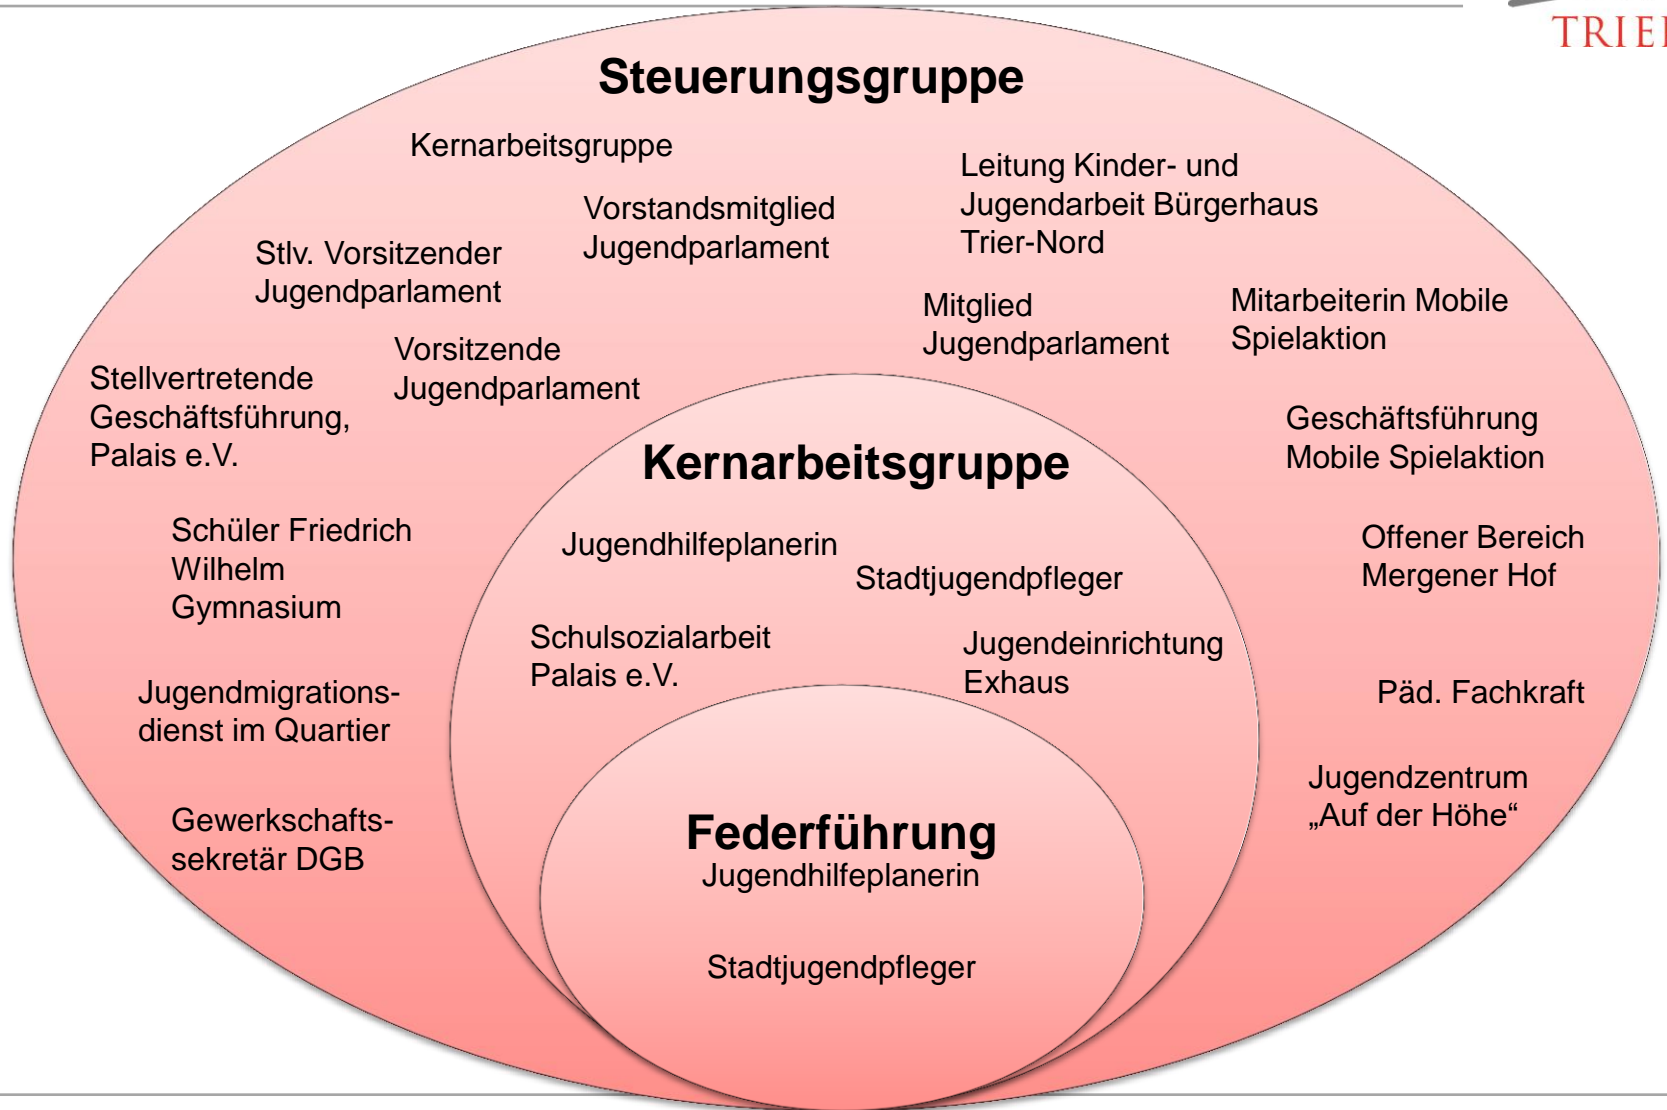 TRIER
Steuerungsgruppe
Kernarbeitsgruppe
Leitung Kinder- und
Jugendarbeit Bürgerhaus
Trier-Nord
Vorstandsmitglied
Jugendparlament
Stlv. Vorsitzender
Jugendparlament
Mitglied
Jugendparlament
Mitarbeiterin Mobile
Spielaktion
Vorsitzende
Jugendparlament
Stellvertretende
Geschäftsführung,
Palais e.V.
Geschäftsführung
Mobile Spielaktion
Kernarbeitsgruppe
Schüler Friedrich
Wilhelm
Gymnasium
Jugendhilfeplanerin
Stadtjugendpfleger
Offener Bereich
Mergener Hof
Schulsozialarbeit
Palais e.V.
Jugendeinrichtung
Exhaus
Jugendmigrations-
dienst im Quartier
Päd. Fachkraft
Jugendzentrum
„Auf der Höhe“
Gewerkschafts-
sekretär DGB
Federführung
Jugendhilfeplanerin
Stadtjugendpfleger